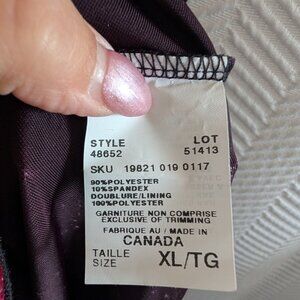 STYLE LOT
48652 51413
SKU 19821 019 0117
90%POLYESTER
10%SPANDEX
DOUBLURE/LINING
100%POLYESTER
GARNITURE NON COMPRISE
EXCLUSIVE OF TRIMMING
FABRIQUE AU / MADE IN
CANADA
TAILLE
SIZE XL/TG